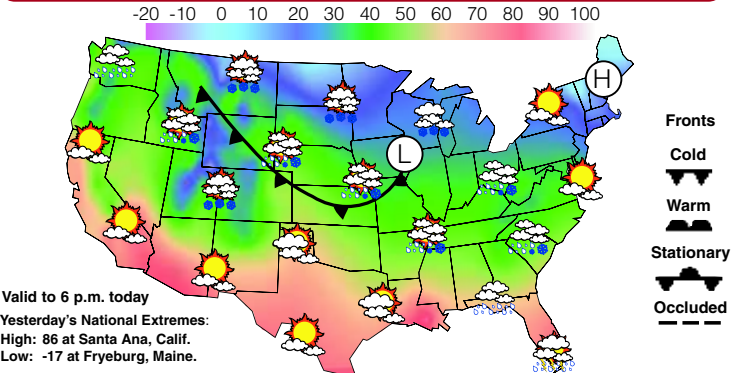 -20 -10 0 10 20 30 40 50 60 70 80 90 100
H
L
Fronts
Cold
Warm
Stationary
Occluded
Valid to 6 p.m. today
Yesterday's National Extremes:
High: 86 at Santa Ana, Calif.
Low: -17 at Fryeburg, Maine.